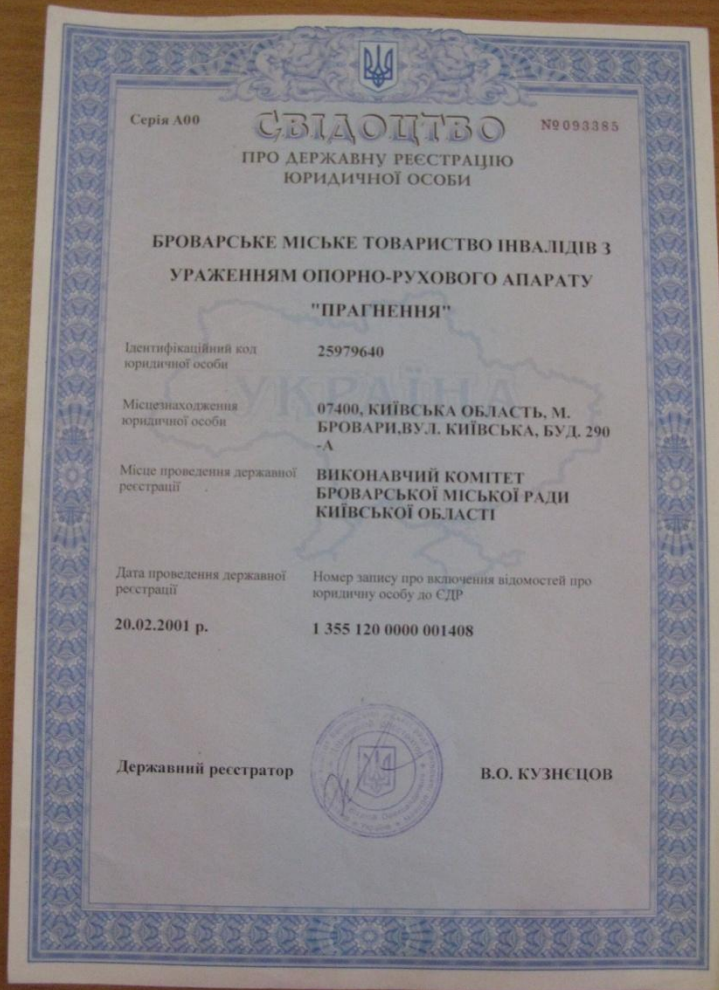 Серія А00
СВІДОЦТВО
№093385
ПРО ДЕРЖАВНУ РЕЄСТРАЦІЮ
ЮРИДИЧНОЇ ОСОБИ
БРОВАРСЬКЕ МІСЬКЕ ТОВАРИСТВО ІНВАЛІДІВ З
УРАЖЕННЯМ ОПОРНО-РУХОВОГО АПАРАТУ
"ПРАГНЕННЯ"
УКРАЇНА
Ідентифікаційний код
юридичної особи
25979640
Місцезнаходження
юридичної особи
07400, КИЇВСЬКА ОБЛАСТЬ, М.
БРОВАРИ,ВУЛ. КИЇВСЬКА, БУД. 290
-А
Місце проведення державної
реєстрації
ВИКОНАВЧИЙ КОМІТЕТ
БРОВАРСЬКОЇ МІСЬКОЇ РАДИ
КИЇВСЬКОЇ ОБЛАСТІ
Дата проведення державної
реєстрації
20.02.2001 р.
Номер запису про включення відомостей про
юридичну особу до ЄДР
1 355 120 0000 001408
Державний реєстратор
В.О. КУЗНЄЦОВ